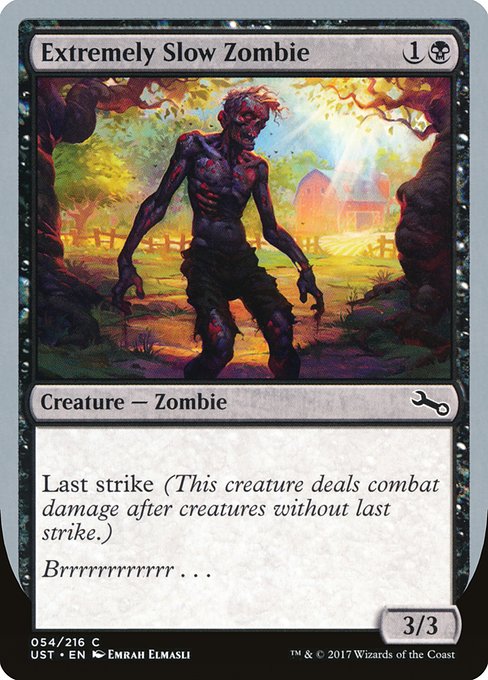 Extremely Slow Zombie 1
Creature — Zombie
Last strike (This creature deals combat
damage after creatures without last
strike.)
Brrrrrrrrrrrr . . .
3/3
054/216 C
UST • EN Emrah Elmasli
™ & © 2017 Wizards of the Coast